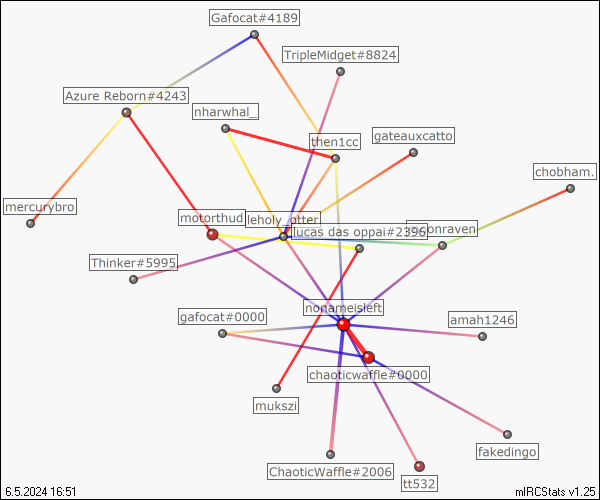 Gafocat#4189
TripleMidget#8824
Azure Reborn#4243
nharwhal_
then1cc
gateauxcatto
chobham.
mercurybro
motorthud
leholy_otter
lucas das oppai#2396
onraven
Thinker#5995
nonameisleft
gafocat#0000
amah1246
chaoticwaffle#0000
mukszi
fakedingo
ChaoticWaffle#2006
tt532
6.5.2024 16:51
mIRCStats v1.25